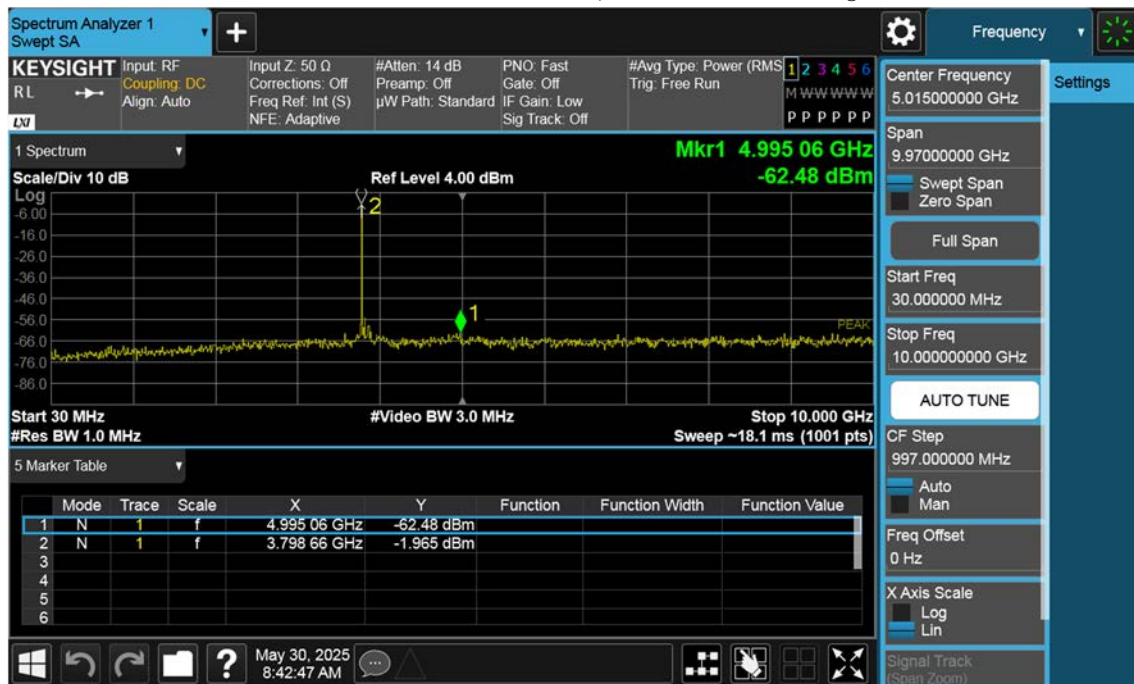 Spectrum Analyzer 1
Swept SA
+
Frequency
KEYSIGHT
RL
LXI
Input: RF
Coupling: DC
Align: Auto
Input Z: 50 Ω
Corrections: Off
Freq Ref: Int (S)
NFE: Adaptive
#Atten: 14 dB
Preamp: Off
µW Path: Standard
PNO: Fast
Gate: Off
IF Gain: Low
Sig Track: Off
#Avg Type: Power (RMS
Trig: Free Run
1 2 3 4 5 6
M W W W W W
P P P P P P
1 Spectrum
Mkr1 4.995 06 GHz
-62.48 dBm
Scale/Div 10 dB
Ref Level 4.00 dBm
Log
-6.00
-16.0
-26.0
-36.0
-46.0
-56.0
-66.0
-76.0
-86.0
2
1
PEAK
Start 30 MHz
#Video BW 3.0 MHz
Stop 10.000 GHz
#Res BW 1.0 MHz
Sweep ~18.1 ms (1001 pts)
5 Marker Table
Mode Trace Scale X Y Function Function Width Function Value
1 N 1 f 4.995 06 GHz -62.48 dBm
2 N 1 f 3.798 66 GHz -1.965 dBm
3
4
5
6
?
May 30, 2025
8:42:47 AM
Center Frequency
5.015000000 GHz
Span
9.97000000 GHz
Swept Span
Zero Span
Full Span
Start Freq
30.000000 MHz
Stop Freq
10.000000000 GHz
AUTO TUNE
CF Step
997.000000 MHz
Auto
Man
Freq Offset
0 Hz
X Axis Scale
Log
Lin
Signal Track
(Span Zoom)
Settings